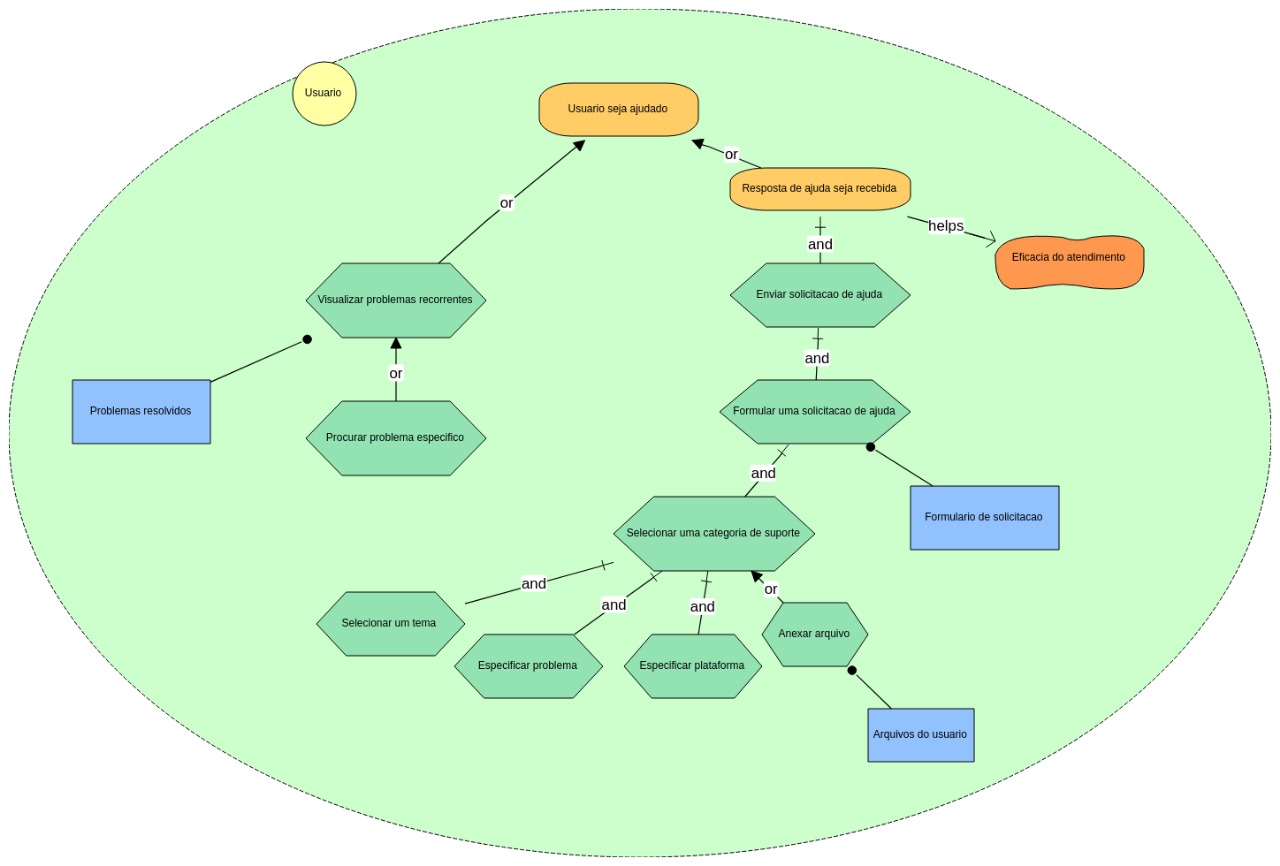 Usuario
Usuario seja ajudado
or
Resposta de ajuda seja recebida
or
helps
Eficacia do atendimento
and
Visualizar problemas recorrentes
Enviar solicitacao de ajuda
and
or
Problemas resolvidos
Formular uma solicitacao de ajuda
Procurar problema especifico
and
Formulario de solicitacao
Selecionar uma categoria de suporte
and
and
and
or
Selecionar um tema
Anexar arquivo
Especificar problema
Especificar plataforma
Arquivos do usuario